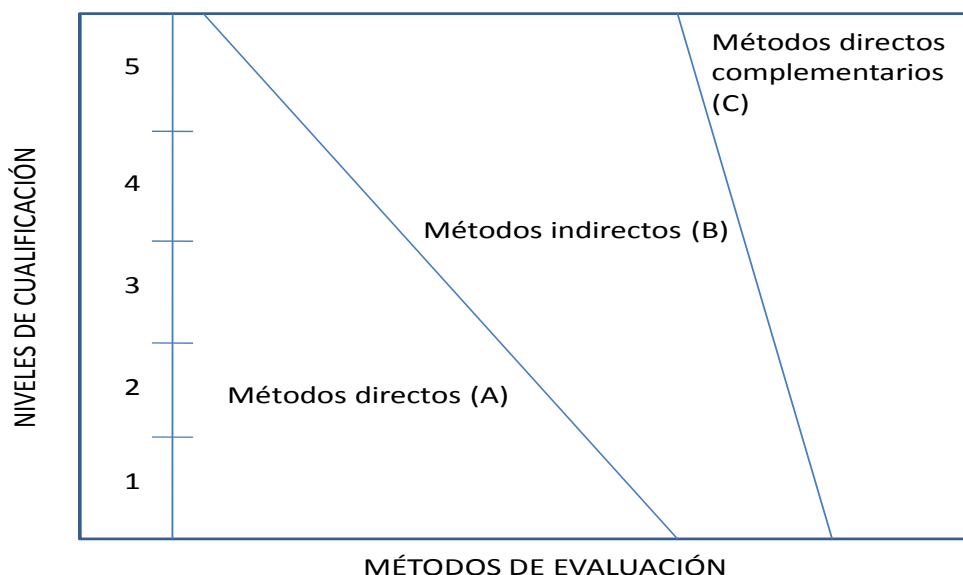 NIVELES DE CUALIFICACIÓN
5
4
3
2
1
Métodos directos
complementarios
(C)
Métodos indirectos (B)
Métodos directos (A)
MÉTODOS DE EVALUACIÓN